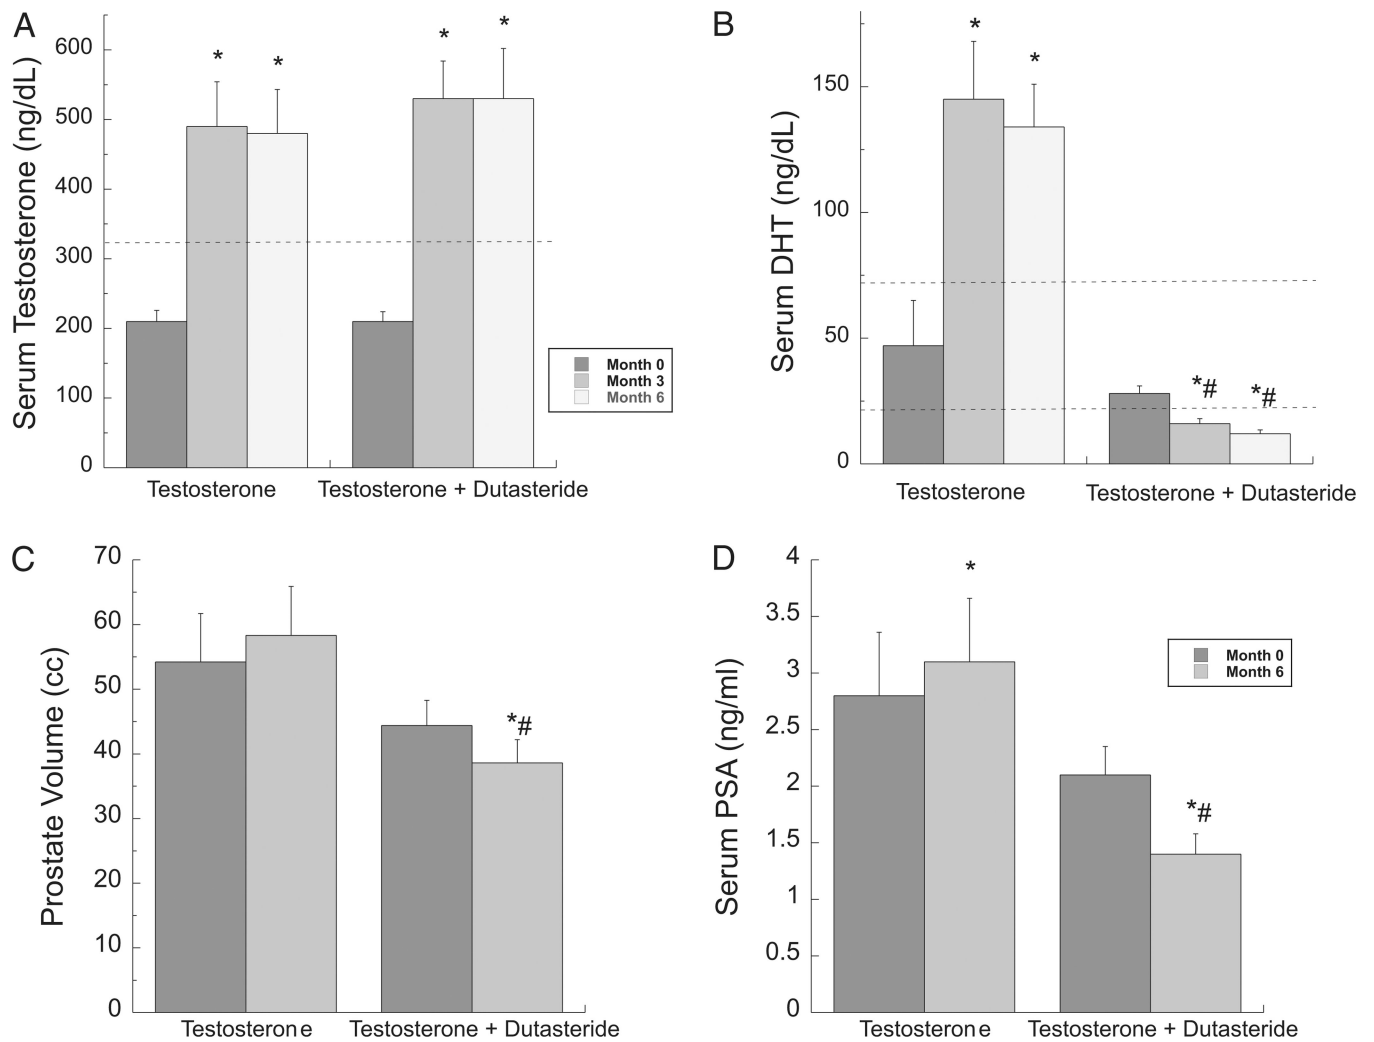 A
Serum Testosterone (ng/dL)
600
500
400
300
200
100
0
* * * *
Month 0
Month 3
Month 6
Testosterone Testosterone + Dutasteride
B
Serum DHT (ng/dL)
150
100
50
0
* * *# *#
Testosterone Testosterone + Dutasteride
C
Prostate Volume (cc)
70
60
50
40
30
20
10
0
*#
Testosterone Testosterone + Dutasteride
D
Serum PSA (ng/ml)
4
3.5
3
2.5
2
1.5
1
0.5
0
* *#
Month 0
Month 6
Testosterone Testosterone + Dutasteride